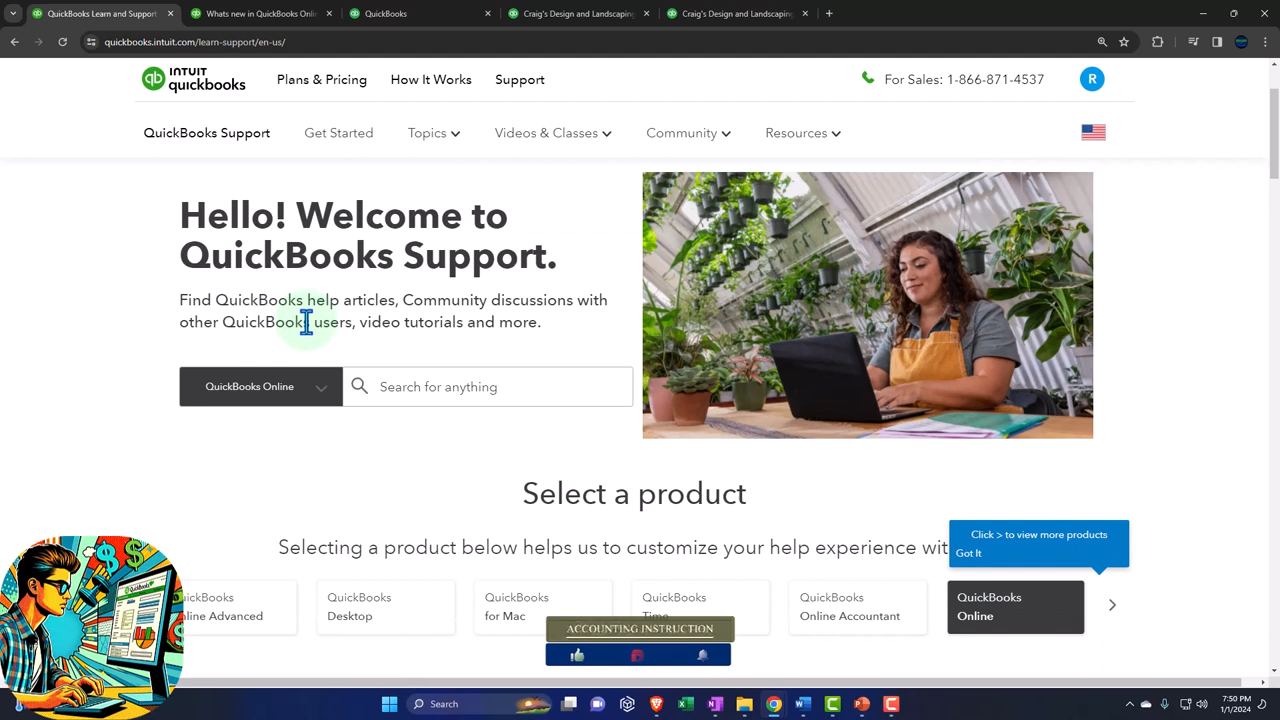 QuickBooks Learn and Support
Whats New in QuickBooks Online
QuickBooks
Craig's Design and Landscaping
Craig's Design and Landscaping
quickbooks.intuit.com/learn-support/en-us/
INTUIT
quickbooks
Plans & Pricing
How It Works
Support
For Sales: 1-866-871-4537
R
QuickBooks Support
Get Started
Topics
Videos & Classes
Community
Resources
Hello! Welcome to
QuickBooks Support.
Find QuickBooks help articles, Community discussions with
other QuickBooks users, video tutorials and more.
QuickBooks Online
Search for anything
Select a product
Click > to view more products
Got It
Selecting a product below helps us to customize your help experience wit
uickBooks
nline Advanced
QuickBooks
Desktop
QuickBooks
for Mac
QuickBooks
Time
QuickBooks
Online Accountant
QuickBooks
Online
ACCOUNTING INSTRUCTION
Search
7:50 PM
1/1/2024